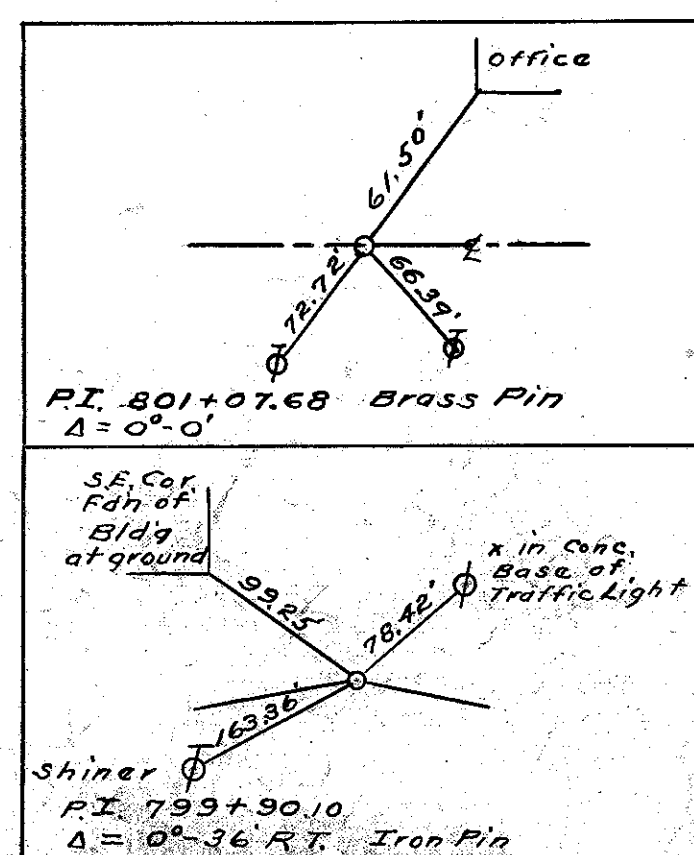 Office
61.50'
℄
72.72'
66.39'
P.I. 801+07.68 Brass Pin
Δ = 0°-0'
S.E. Cor.
Fdn of
Bldg
at ground
x in Conc.
Base of
Traffic Light
99.25'
78.42'
163.36'
Shiner
P.I. 799+90.10
Δ = 0°-36' RT. Iron Pin